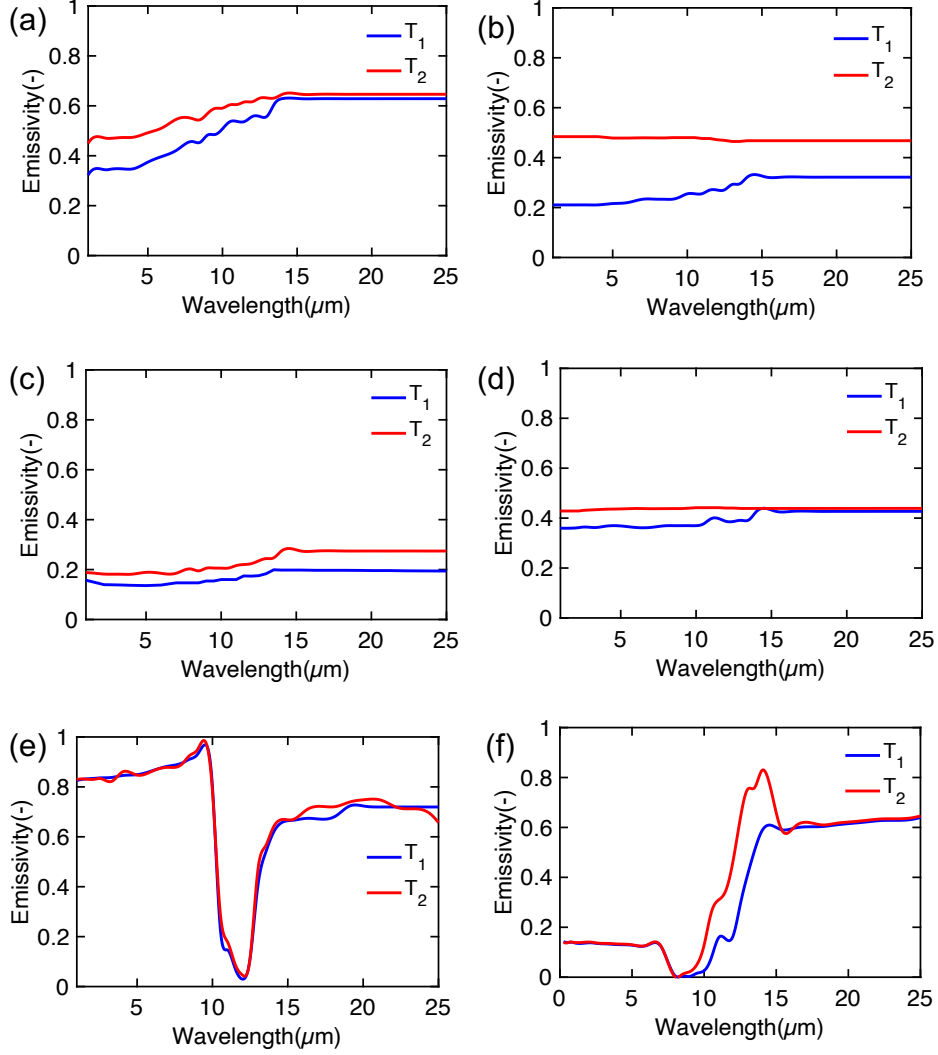 (a)
1
0.8
0.6
0.4
0.2
0
Emissivity(-)
T1
T2
5 10 15 20 25
Wavelength(µm)
(b)
1
0.8
0.6
0.4
0.2
0
Emissivity(-)
T1
T2
5 10 15 20 25
Wavelength(µm)
(c)
1
0.8
0.6
0.4
0.2
0
Emissivity(-)
T1
T2
5 10 15 20 25
Wavelength(µm)
(d)
1
0.8
0.6
0.4
0.2
0
Emissivity(-)
T1
T2
5 10 15 20 25
Wavelength(µm)
(e)
1
0.8
0.6
0.4
0.2
0
Emissivity(-)
T1
T2
5 10 15 20 25
Wavelength(µm)
(f)
1
0.8
0.6
0.4
0.2
0
Emissivity(-)
T1
T2
0 5 10 15 20 25
Wavelength(µm)